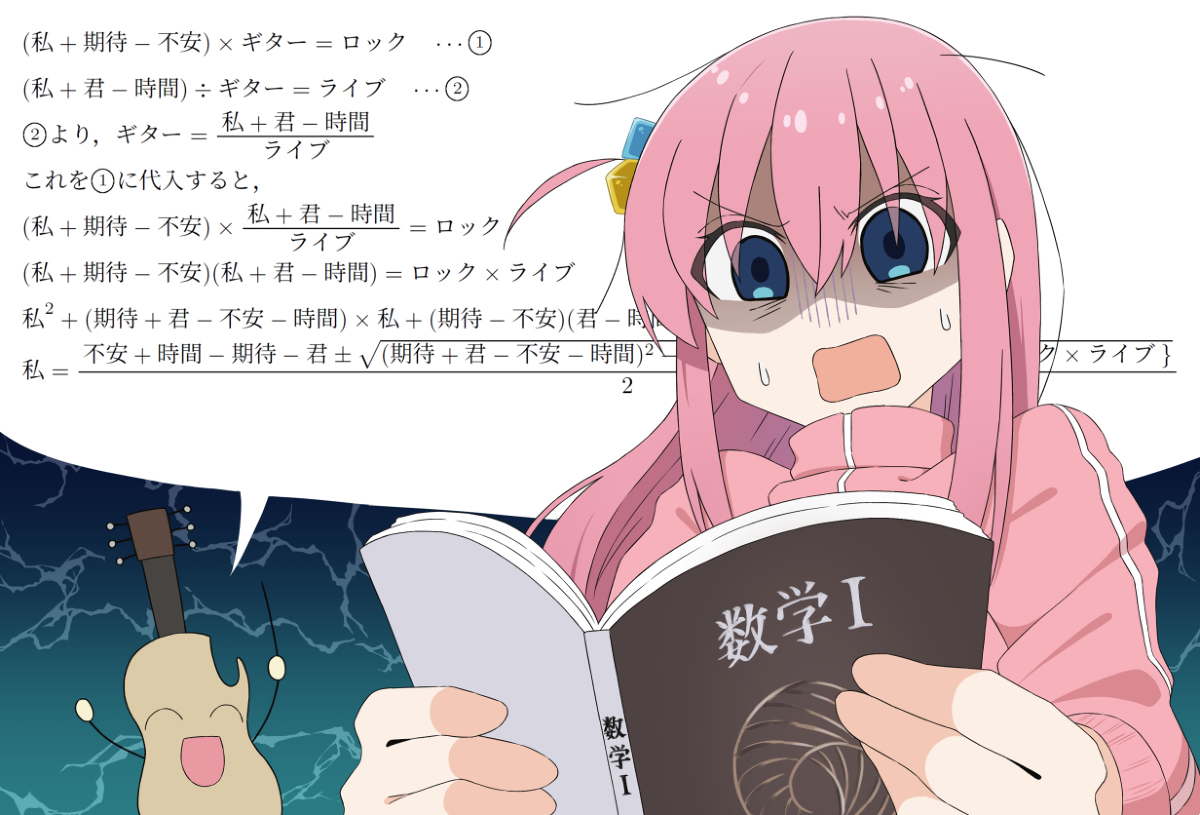 (私＋期待－不安)×ギター＝ロック …①
(私＋君－時間)÷ギター＝ライブ …②
②より，ギター＝
私＋君－時間
ライブ
これを①に代入すると，
(私＋期待－不安)×
私＋君－時間
ライブ
＝ロック
(私＋期待－不安)(私＋君－時間)＝ロック×ライブ
私²＋(期待＋君－不安－時間)×私＋(期待－不安)(君－時
私＝
不安＋時間－期待－君±√(期待＋君－不安－時間)²－
×ライブ}
2
数学I
数学I